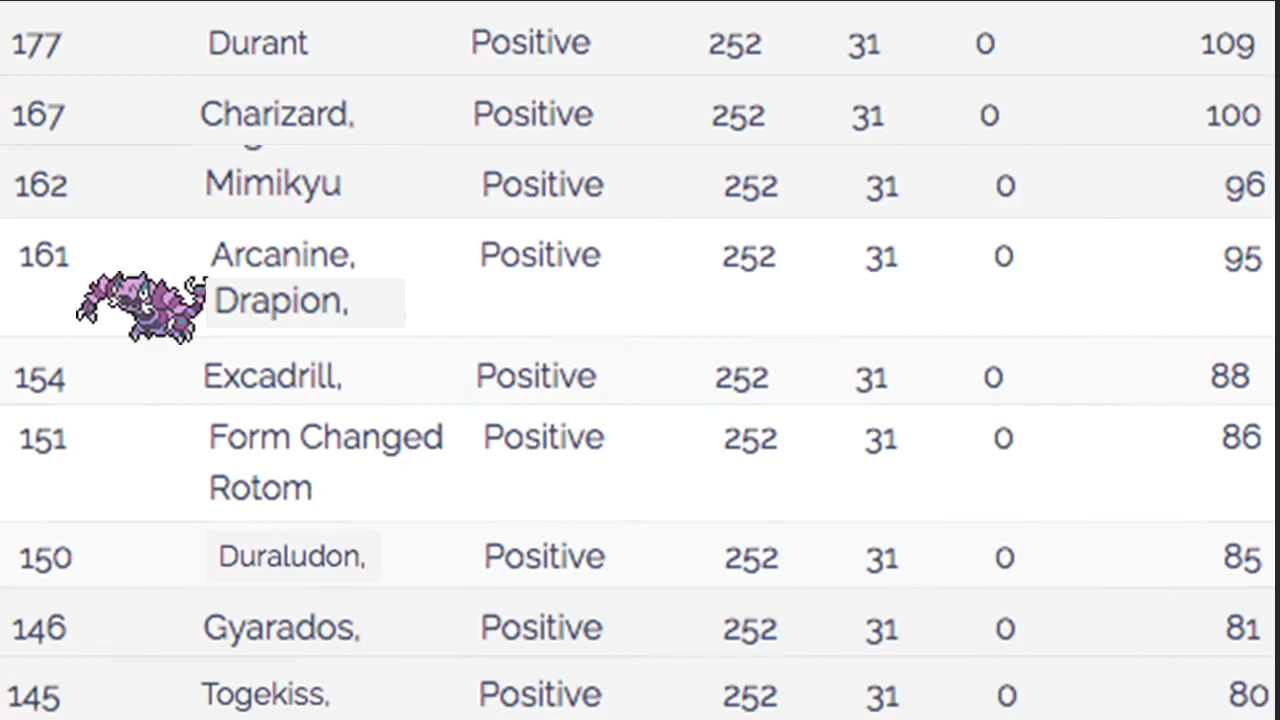 177 Durant Positive 252 31 0 109
167 Charizard, Positive 252 31 0 100
162 Mimikyu Positive 252 31 0 96
161 Arcanine, Positive 252 31 0 95
Drapion,
154 Excadrill, Positive 252 31 0 88
151 Form Changed Positive 252 31 0 86
Rotom
150 Duraludon, Positive 252 31 0 85
146 Gyarados, Positive 252 31 0 81
145 Togekiss, Positive 252 31 0 80